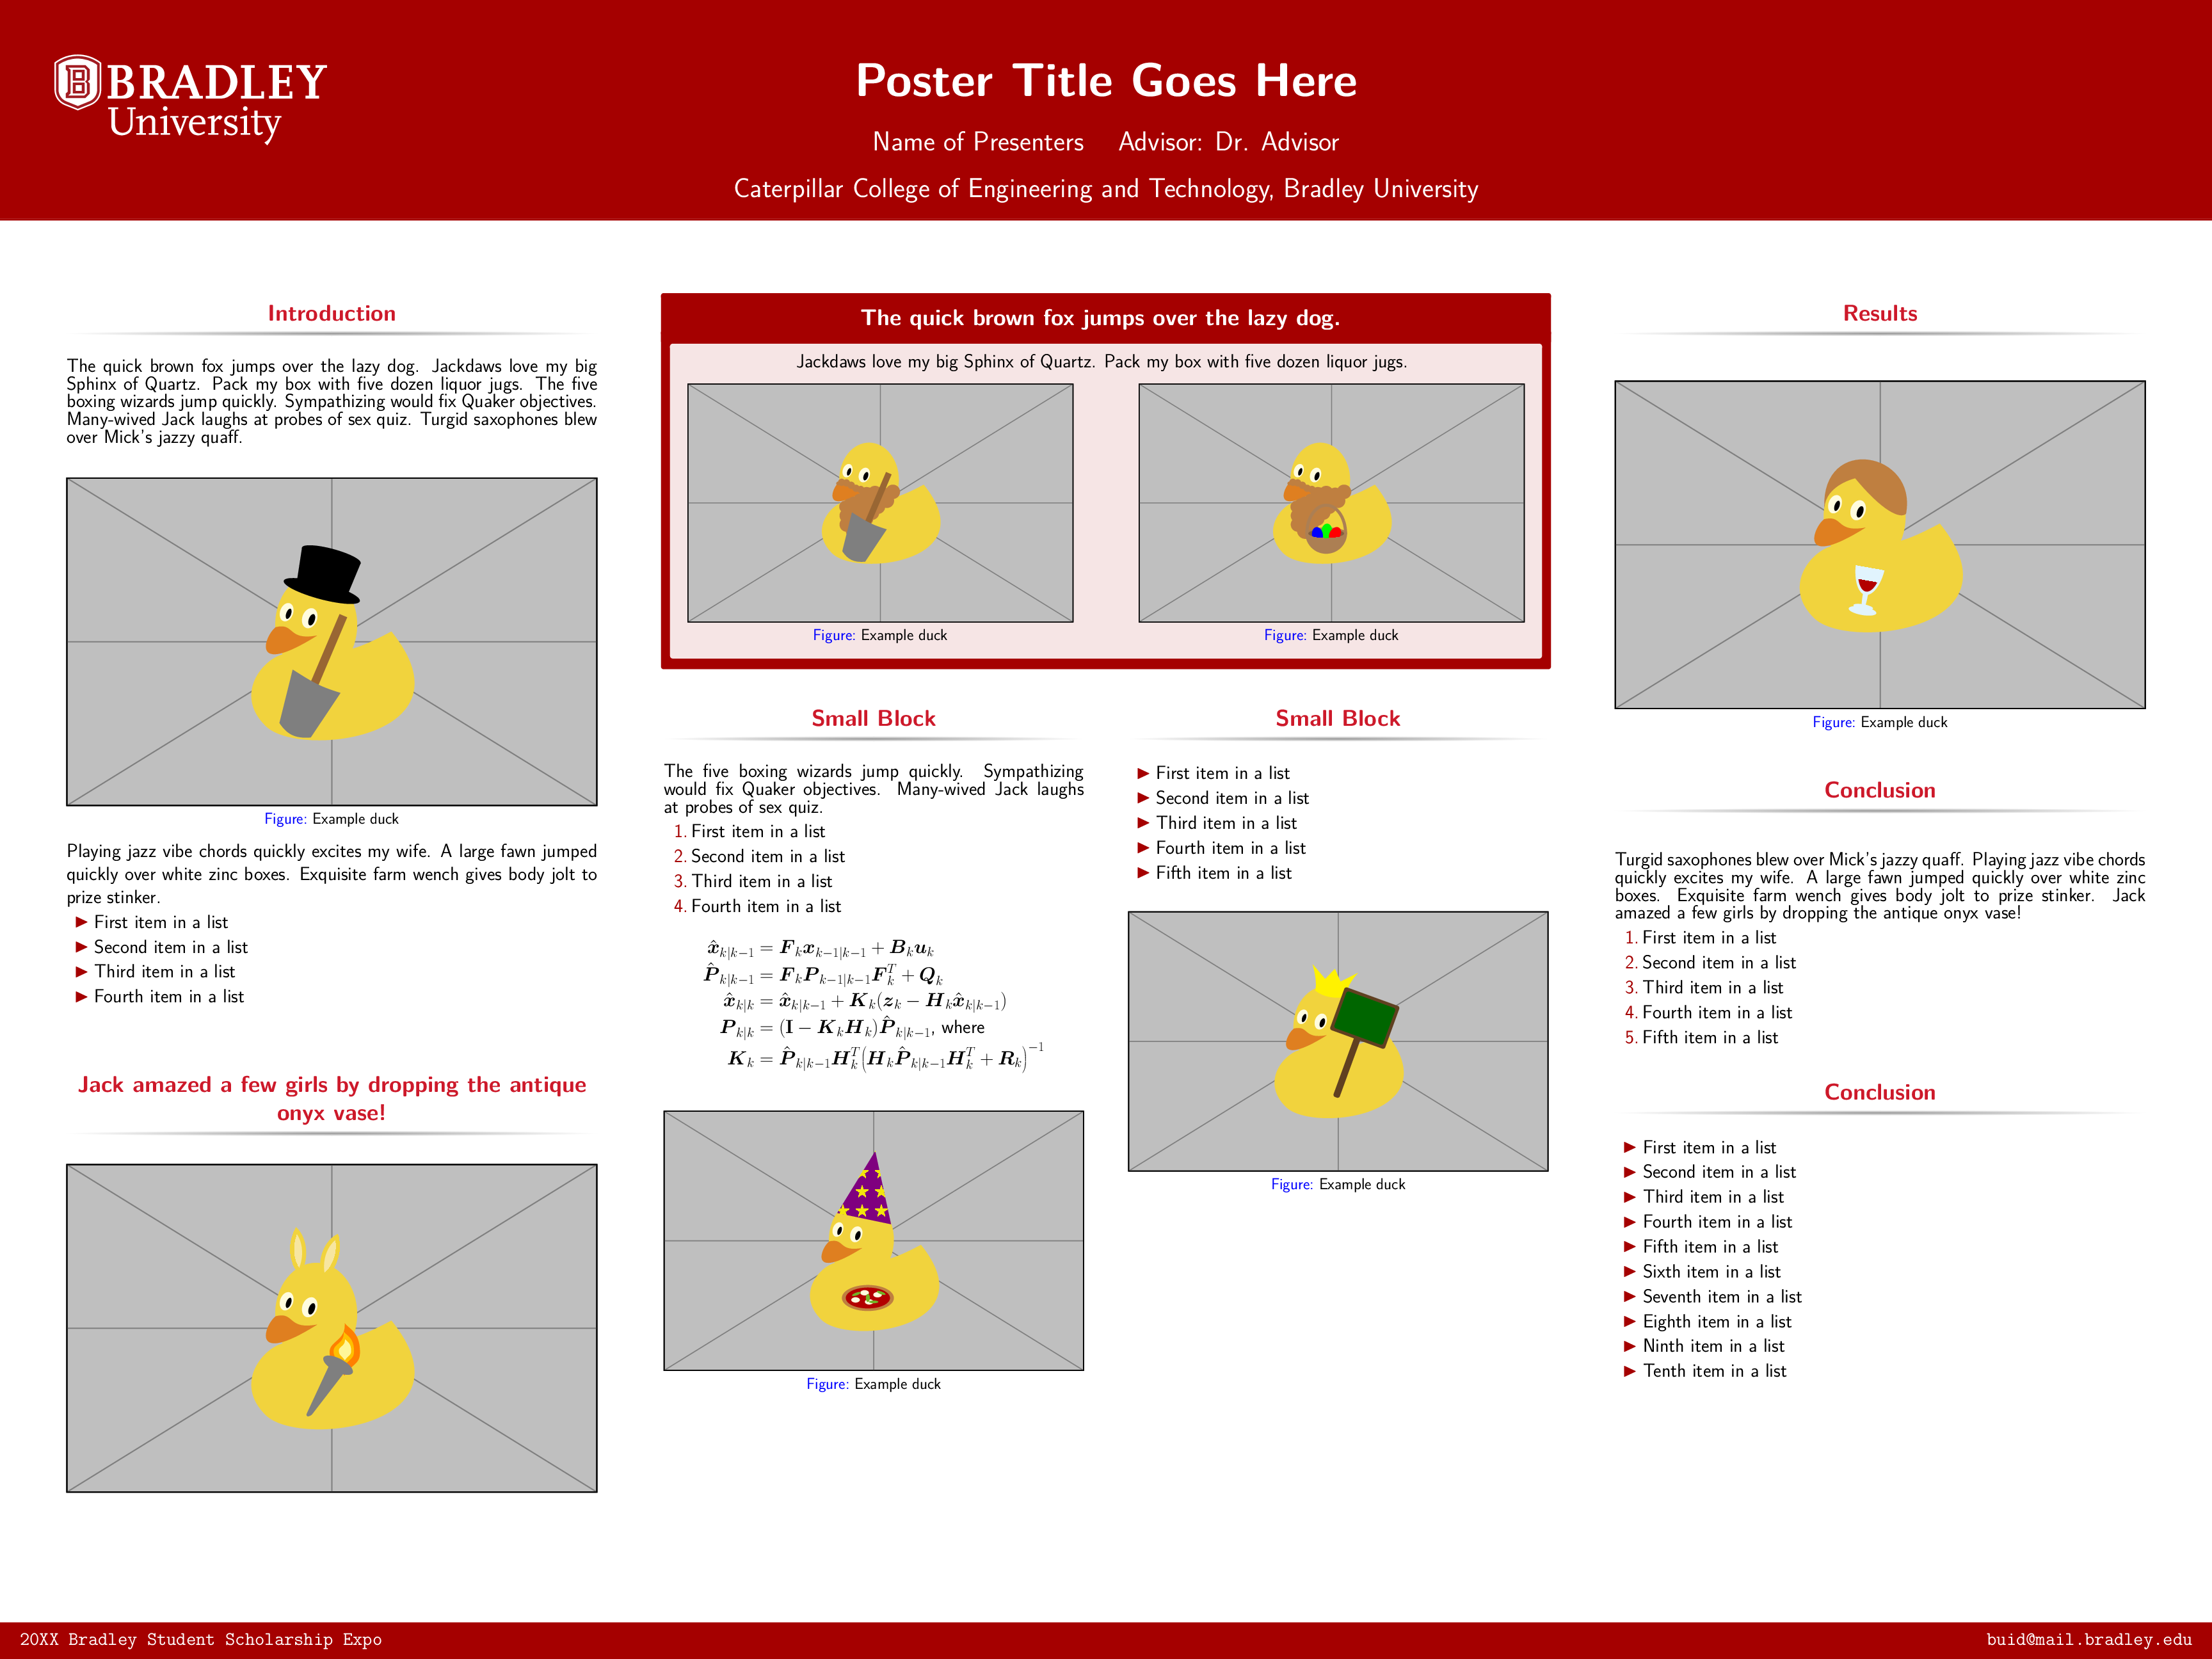 BRADLEY
University
Poster Title Goes Here
Name of Presenters Advisor: Dr. Advisor
Caterpillar College of Engineering and Technology, Bradley University
Introduction
The quick brown fox jumps over the lazy dog. Jackdaws love my big
Sphinx of Quartz. Pack my box with five dozen liquor jugs. The five
boxing wizards jump quickly. Sympathizing would fix Quaker objectives.
Many-wived Jack laughs at probes of sex quiz. Turgid saxophones blew
over Mick's jazzy quaff.
Figure: Example duck
Playing jazz vibe chords quickly excites my wife. A large fawn jumped
quickly over white zinc boxes. Exquisite farm wench gives body jolt to
prize stinker.
▶ First item in a list
▶ Second item in a list
▶ Third item in a list
▶ Fourth item in a list
Jack amazed a few girls by dropping the antique
onyx vase!
The quick brown fox jumps over the lazy dog.
Jackdaws love my big Sphinx of Quartz. Pack my box with five dozen liquor jugs.
Figure: Example duck
Figure: Example duck
Small Block
The five boxing wizards jump quickly. Sympathizing
would fix Quaker objectives. Many-wived Jack laughs
at probes of sex quiz.
1. First item in a list
2. Second item in a list
3. Third item in a list
4. Fourth item in a list
x̂_{k|k−1} = F_k x_{k−1|k−1} + B_k u_k
P̂_{k|k−1} = F_k P_{k−1|k−1} F_k^T + Q_k
x̂_{k|k} = x̂_{k|k−1} + K_k(z_k − H_k x̂_{k|k−1})
P_{k|k} = (I − K_k H_k)P̂_{k|k−1}, where
K_k = P̂_{k|k−1} H_k^T (H_k P̂_{k|k−1} H_k^T + R_k)^{−1}
Figure: Example duck
Small Block
▶ First item in a list
▶ Second item in a list
▶ Third item in a list
▶ Fourth item in a list
▶ Fifth item in a list
Figure: Example duck
Results
Figure: Example duck
Conclusion
Turgid saxophones blew over Mick's jazzy quaff. Playing jazz vibe chords
quickly excites my wife. A large fawn jumped quickly over white zinc
boxes. Exquisite farm wench gives body jolt to prize stinker. Jack
amazed a few girls by dropping the antique onyx vase!
1. First item in a list
2. Second item in a list
3. Third item in a list
4. Fourth item in a list
5. Fifth item in a list
Conclusion
▶ First item in a list
▶ Second item in a list
▶ Third item in a list
▶ Fourth item in a list
▶ Fifth item in a list
▶ Sixth item in a list
▶ Seventh item in a list
▶ Eighth item in a list
▶ Ninth item in a list
▶ Tenth item in a list
20XX Bradley Student Scholarship Expo
buid@mail.bradley.edu